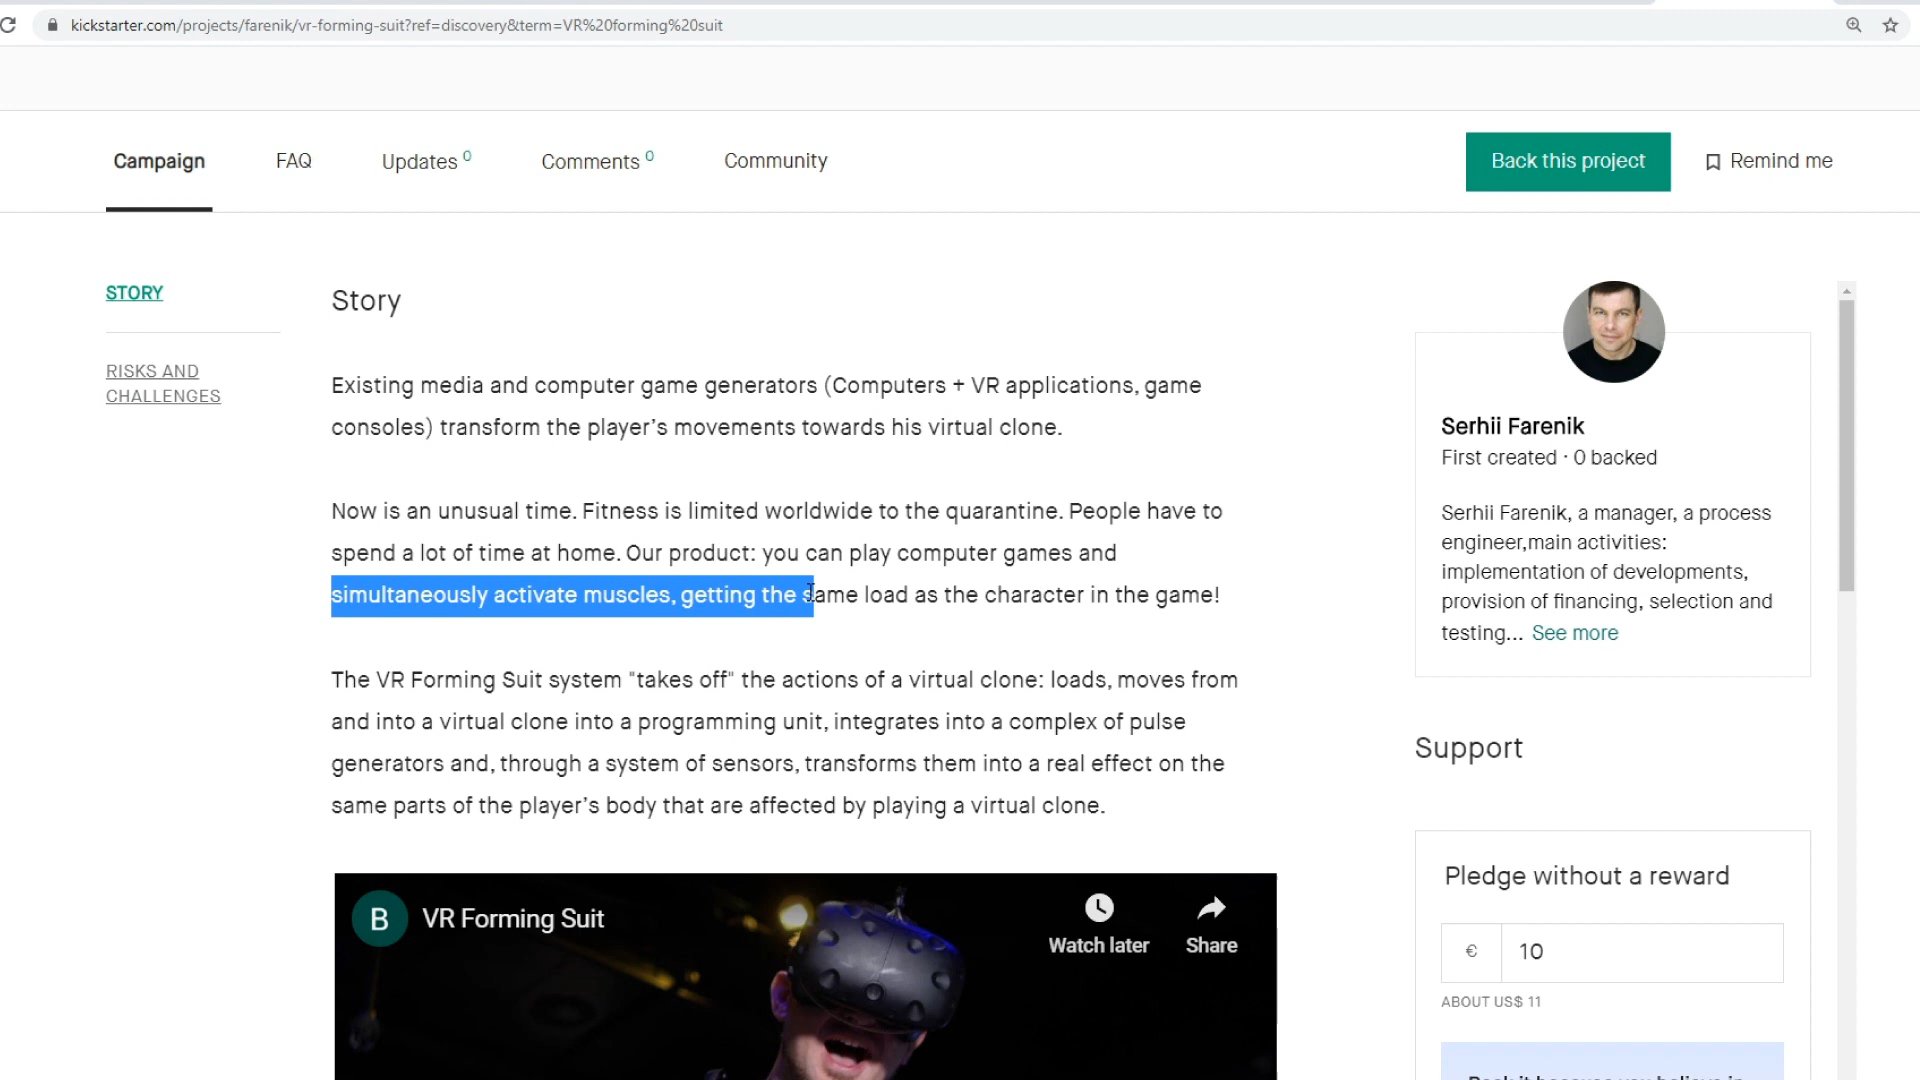 kickstarter.com/projects/farenik/vr-forming-suit?ref=discovery&term=VR%20forming%20suit
Campaign
FAQ
Updates 0
Comments 0
Community
Back this project
Remind me
STORY
RISKS AND
CHALLENGES
Story
Existing media and computer game generators (Computers + VR applications, game
consoles) transform the player’s movements towards his virtual clone.
Now is an unusual time. Fitness is limited worldwide to the quarantine. People have to
spend a lot of time at home. Our product: you can play computer games and
simultaneously activate muscles, getting the same load as the character in the game!
The VR Forming Suit system "takes off" the actions of a virtual clone: loads, moves from
and into a virtual clone into a programming unit, integrates into a complex of pulse
generators and, through a system of sensors, transforms them into a real effect on the
same parts of the player’s body that are affected by playing a virtual clone.
B
VR Forming Suit
Watch later
Share
Serhii Farenik
First created · 0 backed
Serhii Farenik, a manager, a process
engineer,main activities:
implementation of developments,
provision of financing, selection and
testing... See more
Support
Pledge without a reward
€
10
ABOUT US$ 11
Back it because you believe in